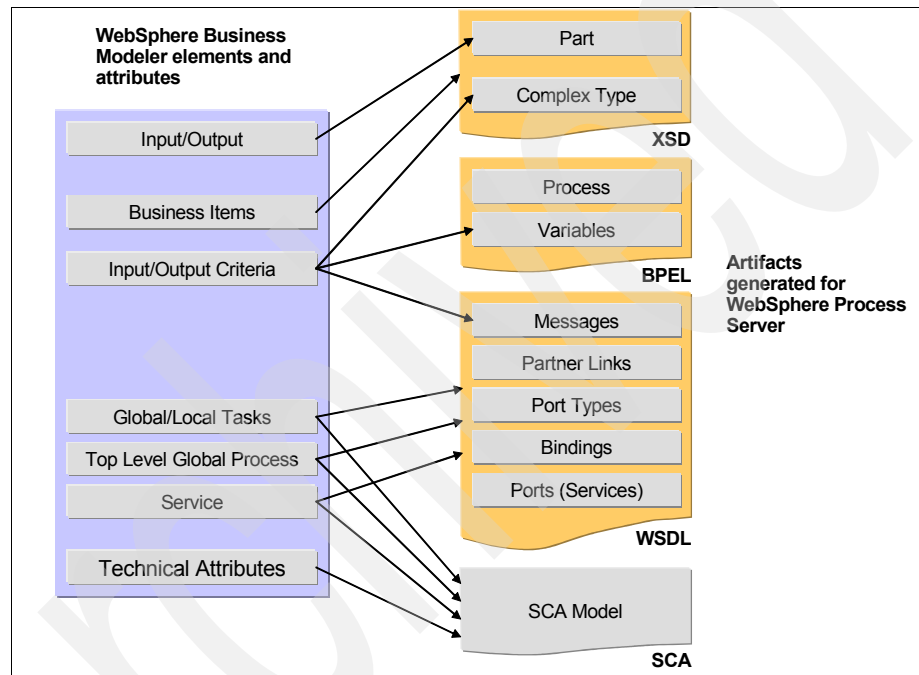 WebSphere Business
Modeler elements and
attributes
Input/Output
Business Items
Input/Output Criteria
Global/Local Tasks
Top Level Global Process
Service
Technical Attributes
Part
Complex Type
XSD
Process
Variables
BPEL
Messages
Partner Links
Port Types
Bindings
Ports (Services)
WSDL
SCA Model
SCA
Artifacts
generated for
WebSphere Process
Server